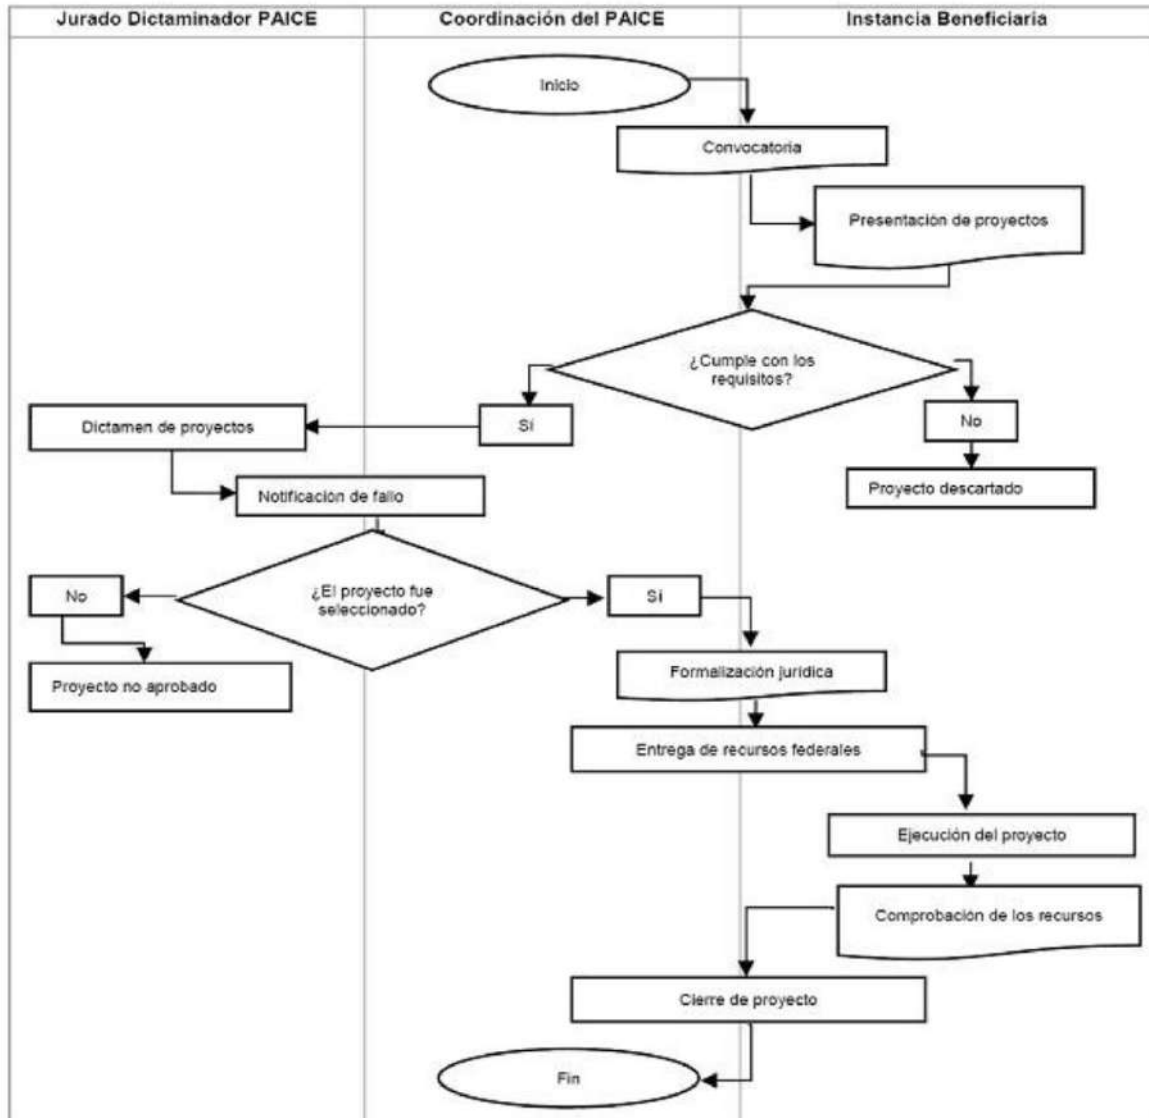 Jurado Dictaminador PAICE
Coordinación del PAICE
Instancia Beneficiaria
Inicio
Convocatoria
Presentación de proyectos
¿Cumple con los
requisitos?
Sí
No
Dictamen de proyectos
Proyecto descartado
Notificación de fallo
¿El proyecto fue
seleccionado?
No
Sí
Proyecto no aprobado
Formalización jurídica
Entrega de recursos federales
Ejecución del proyecto
Comprobación de los recursos
Cierre de proyecto
Fin